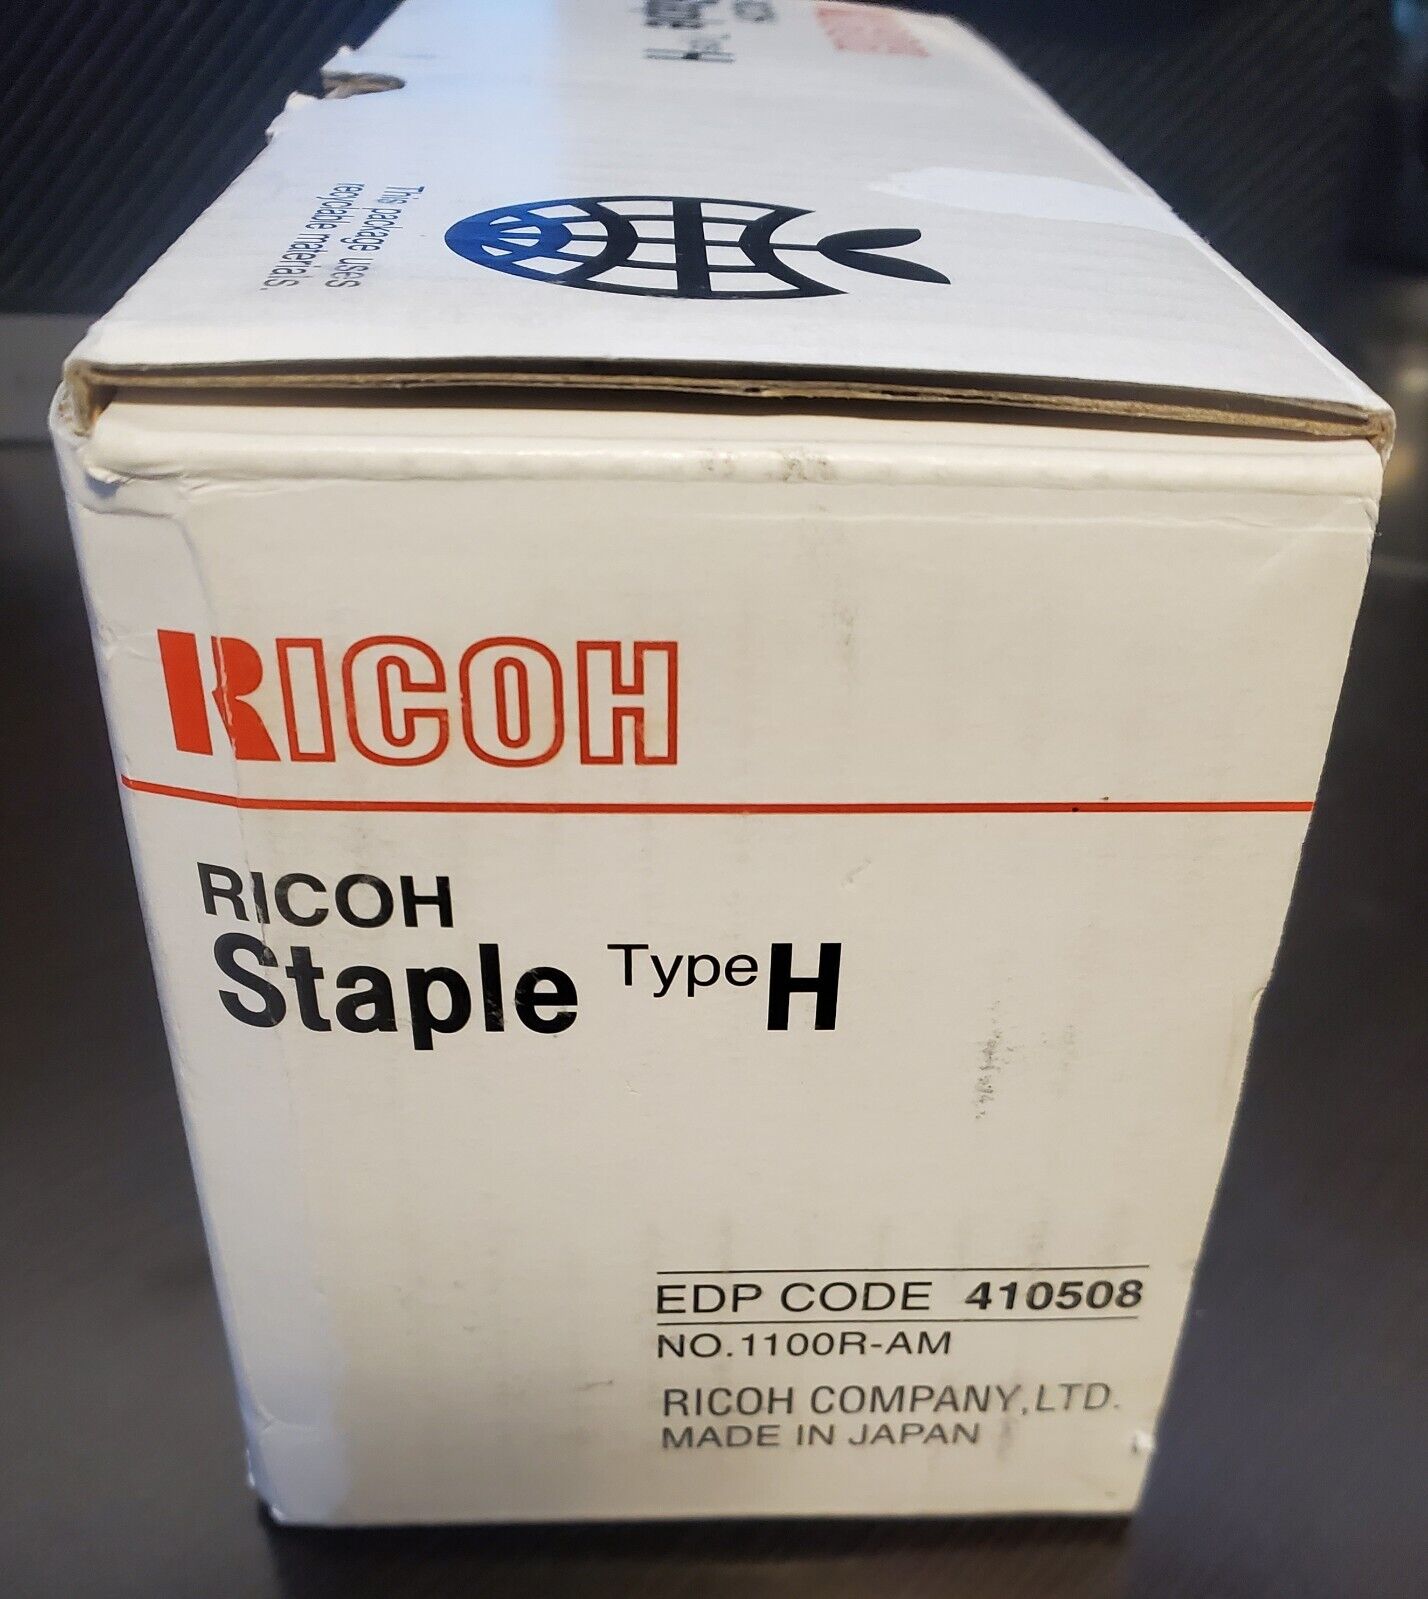 Type H
This package uses
recyclable materials.
RICOH
RICOH
Staple Type H
EDP CODE 410508
NO.1100R-AM
RICOH COMPANY,LTD.
MADE IN JAPAN